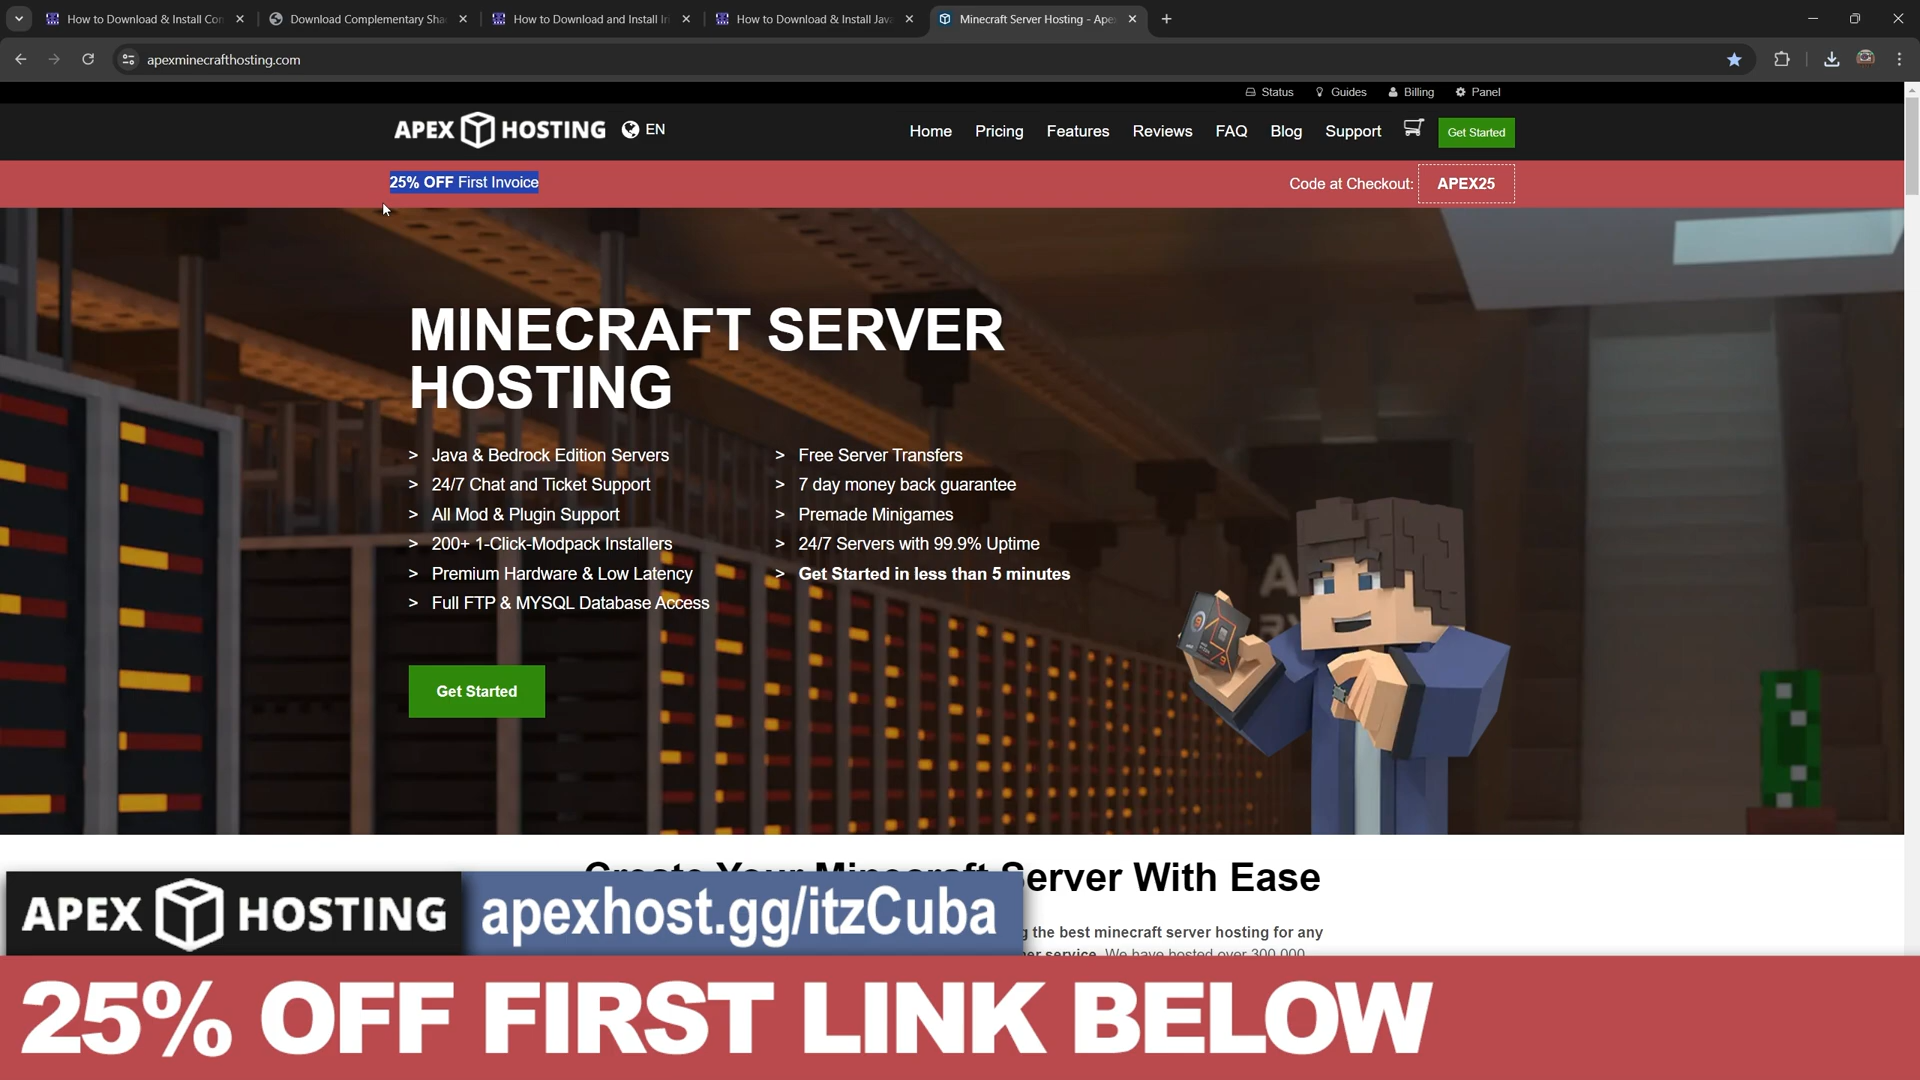 How to Download & Install Con
Download Complementary Sha
How to Download and Install Iri
How to Download & Install Java
Minecraft Server Hosting - Apex
apexminecrafthosting.com
Status
Guides
Billing
Panel
APEX HOSTING
EN
Home
Pricing
Features
Reviews
FAQ
Blog
Support
Get Started
25% OFF First Invoice
Code at Checkout:
APEX25
MINECRAFT SERVER
HOSTING
> Java & Bedrock Edition Servers
> 24/7 Chat and Ticket Support
> All Mod & Plugin Support
> 200+ 1-Click-Modpack Installers
> Premium Hardware & Low Latency
> Full FTP & MYSQL Database Access
> Free Server Transfers
> 7 day money back guarantee
> Premade Minigames
> 24/7 Servers with 99.9% Uptime
> Get Started in less than 5 minutes
Get Started
Create Your Minecraft Server With Ease
the best minecraft server hosting for any
service. We have hosted over 300,000
APEX HOSTING
apexhost.gg/itzCuba
25% OFF FIRST LINK BELOW